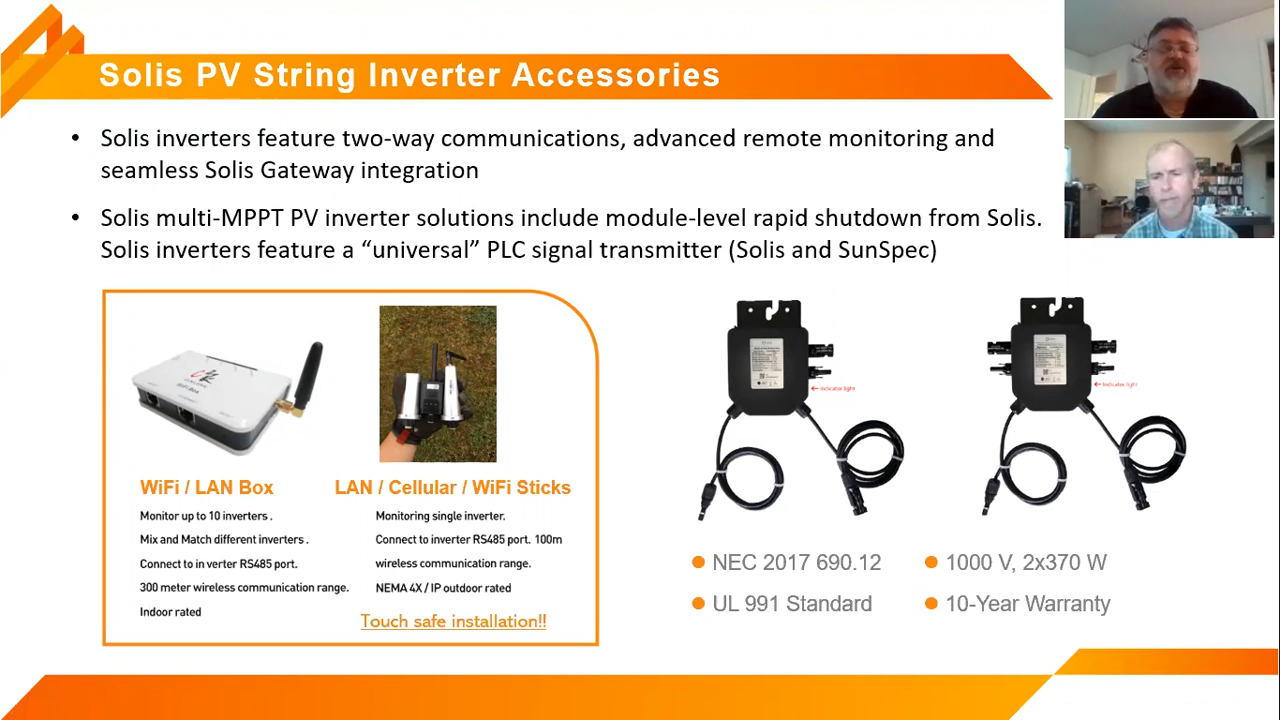 Solis PV String Inverter Accessories
• Solis inverters feature two-way communications, advanced remote monitoring and
seamless Solis Gateway integration
• Solis multi-MPPT PV inverter solutions include module-level rapid shutdown from Solis.
Solis inverters feature a “universal” PLC signal transmitter (Solis and SunSpec)
WiFi / LAN Box
Monitor up to 10 inverters .
Mix and Match different inverters .
Connect to in verter RS485 port.
300 meter wireless communication range.
Indoor rated
LAN / Cellular / WiFi Sticks
Monitoring single inverter.
Connect to inverter RS485 port. 100m
wireless communication range.
NEMA 4X / IP outdoor rated
Touch safe installation!!
Indicator light
Indicator light
NEC 2017 690.12
UL 991 Standard
1000 V, 2x370 W
10-Year Warranty